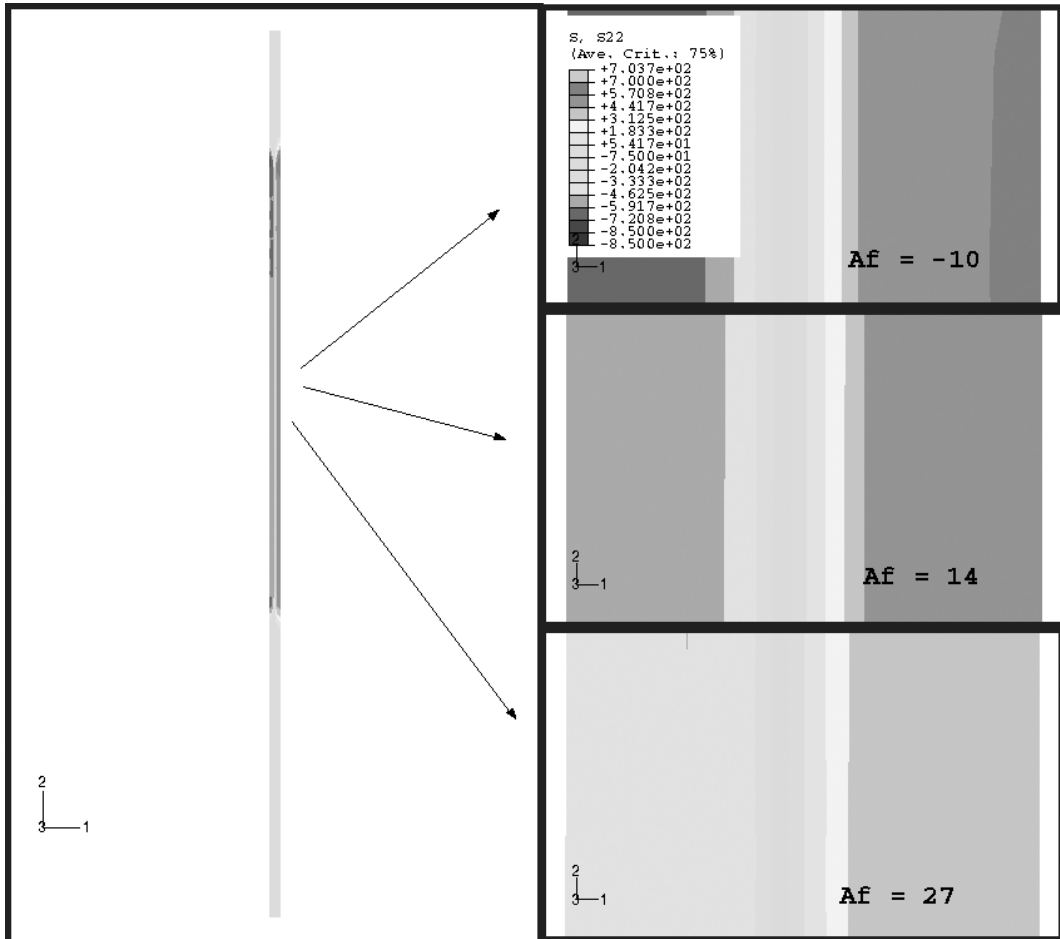 2
3 1
S, S22
(Ave. Crit.: 75%)
+7.037e+02
+7.000e+02
+5.708e+02
+4.417e+02
+3.125e+02
+1.833e+02
+5.417e+01
-7.500e+01
-2.042e+02
-3.333e+02
-4.625e+02
-5.917e+02
-7.208e+02
-8.500e+02
-8.500e+02
2
3 1
Af = -10
2
3 1
Af = 14
2
3 1
Af = 27